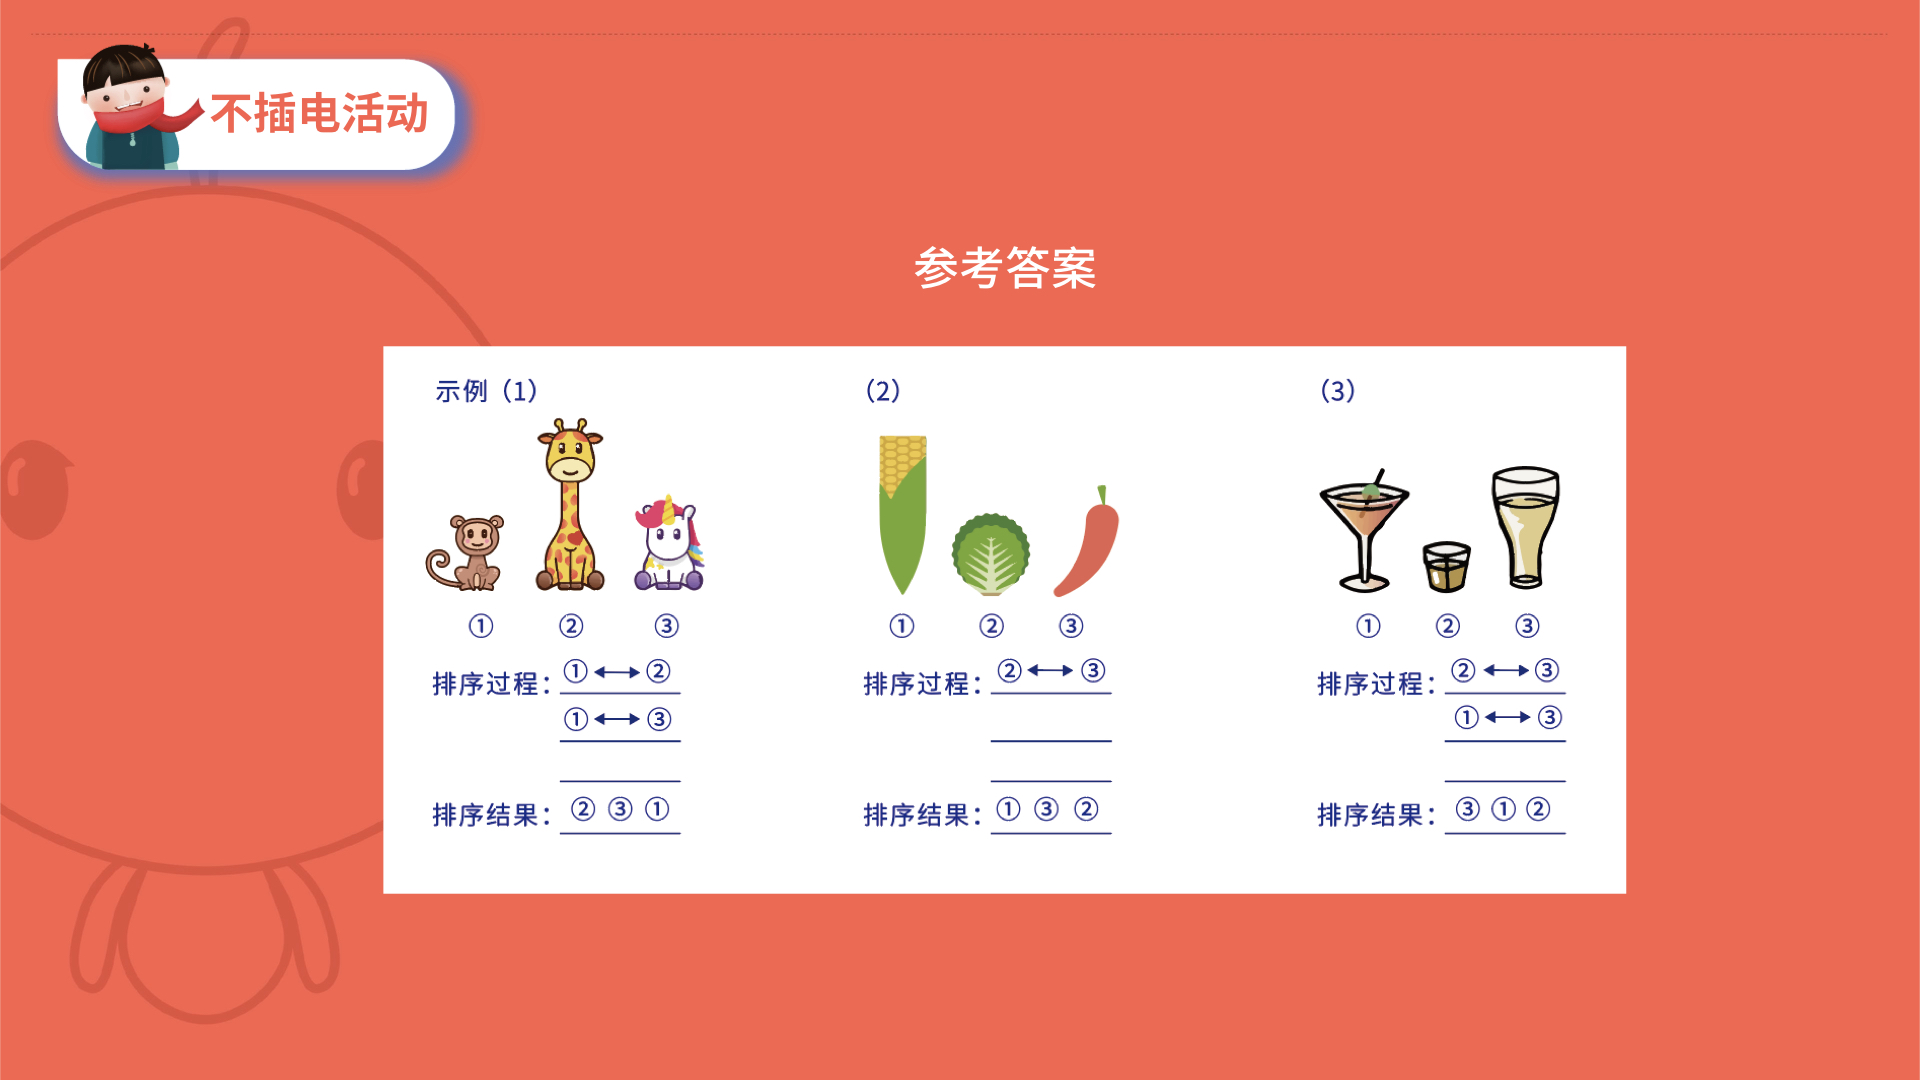 不插电活动
参考答案
示例（1）
① ② ③
排序过程：① ↔ ②
① ↔ ③
排序结果：② ③ ①
（2）
① ② ③
排序过程：② ↔ ③
排序结果：① ③ ②
（3）
① ② ③
排序过程：② ↔ ③
① ↔ ③
排序结果：③ ① ②